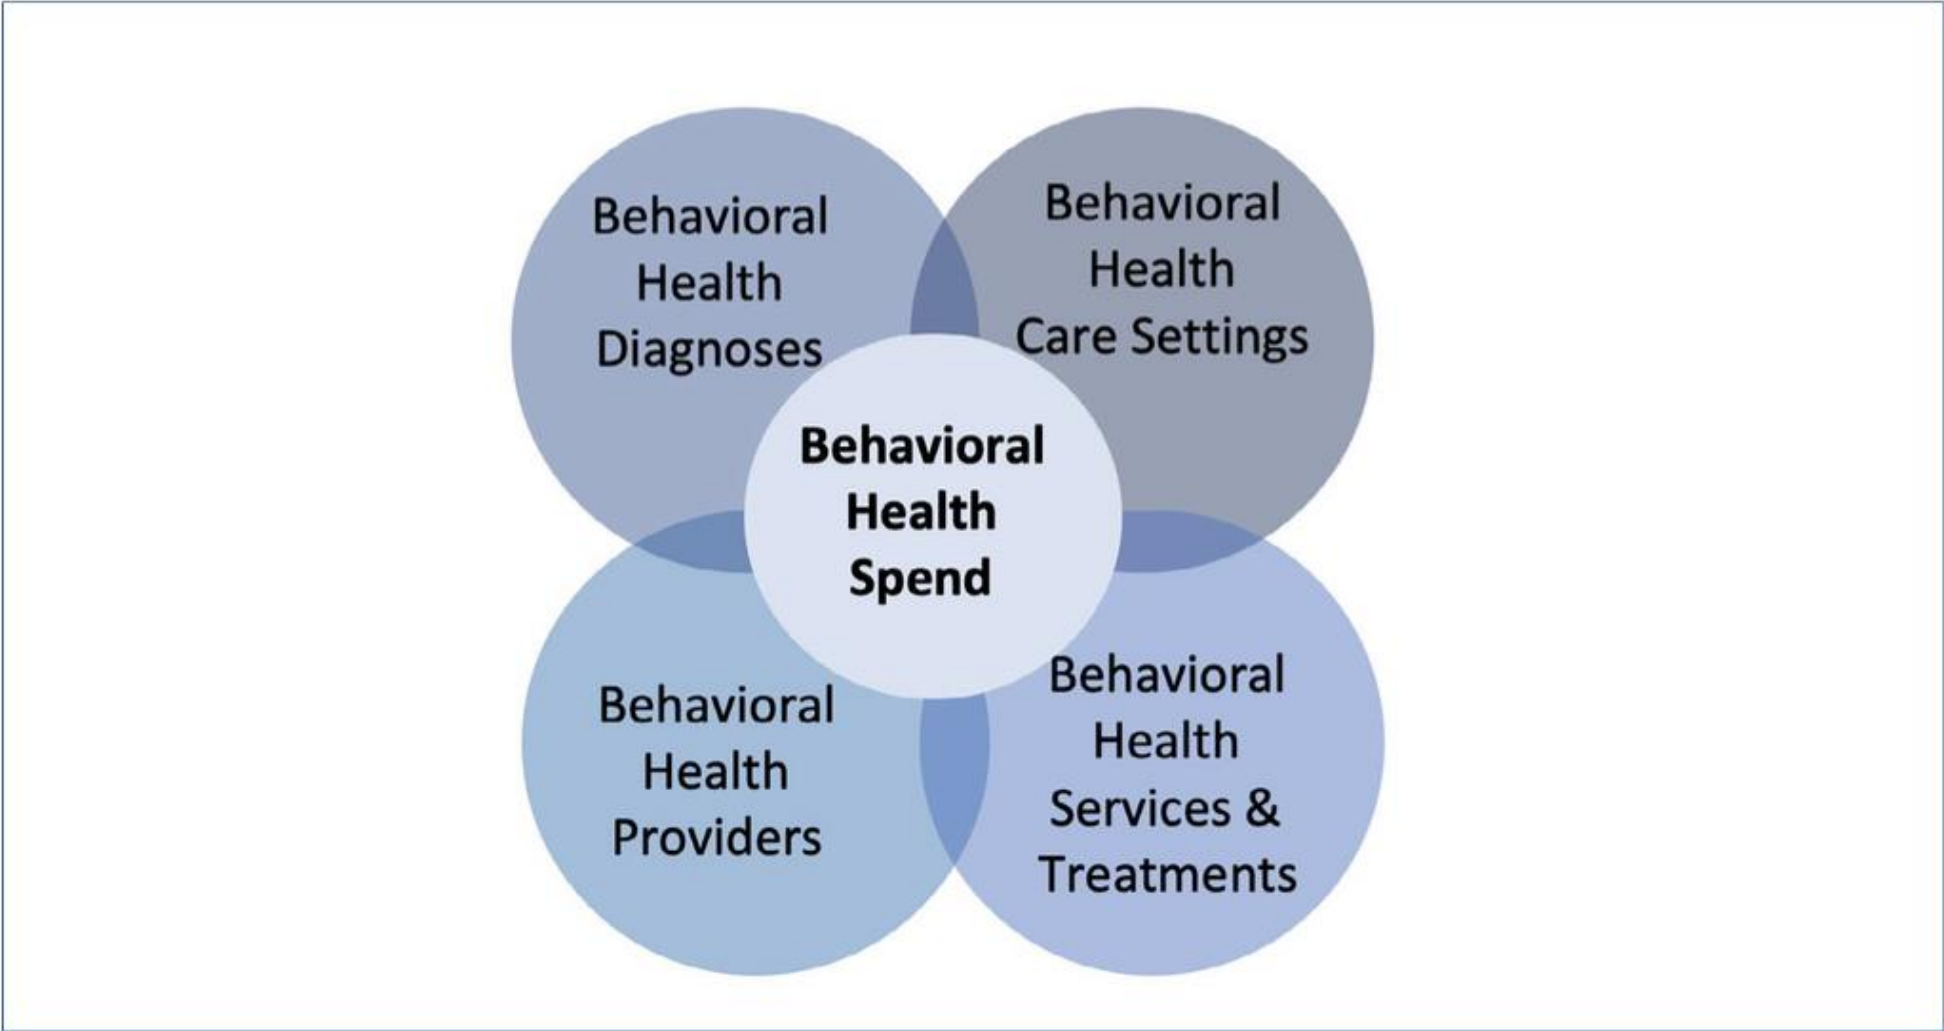 Behavioral
Health
Diagnoses
Behavioral
Health
Care Settings
Behavioral
Health
Spend
Behavioral
Health
Providers
Behavioral
Health
Services &
Treatments